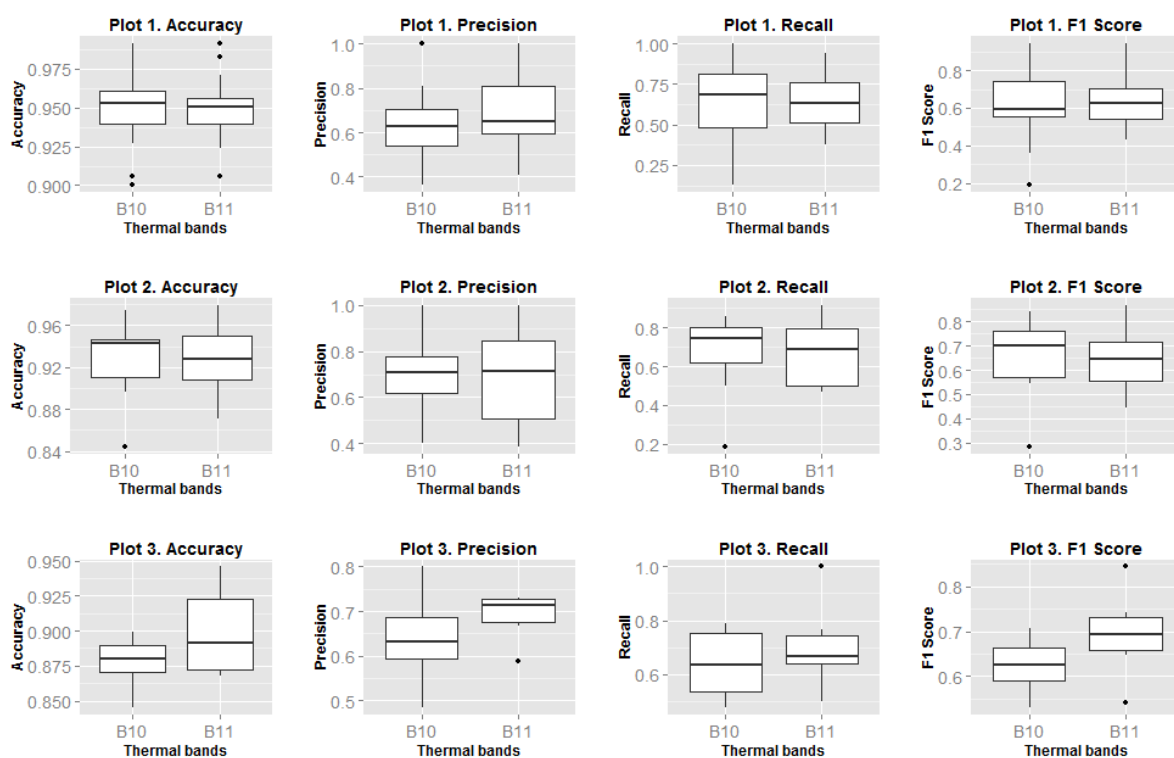 Plot 1. Accuracy
Accuracy
0.975
0.950
0.925
0.900
B10 B11
Thermal bands
Plot 1. Precision
Precision
1.0
0.8
0.6
0.4
B10 B11
Thermal bands
Plot 1. Recall
Recall
1.00
0.75
0.50
0.25
B10 B11
Thermal bands
Plot 1. F1 Score
F1 Score
0.8
0.6
0.4
0.2
B10 B11
Thermal bands
Plot 2. Accuracy
Accuracy
0.96
0.92
0.88
0.84
B10 B11
Thermal bands
Plot 2. Precision
Precision
1.0
0.8
0.6
0.4
B10 B11
Thermal bands
Plot 2. Recall
Recall
0.8
0.6
0.4
0.2
B10 B11
Thermal bands
Plot 2. F1 Score
F1 Score
0.8
0.7
0.6
0.5
0.4
0.3
B10 B11
Thermal bands
Plot 3. Accuracy
Accuracy
0.950
0.925
0.900
0.875
0.850
B10 B11
Thermal bands
Plot 3. Precision
Precision
0.8
0.7
0.6
0.5
B10 B11
Thermal bands
Plot 3. Recall
Recall
1.0
0.8
0.6
B10 B11
Thermal bands
Plot 3. F1 Score
F1 Score
0.8
0.7
0.6
B10 B11
Thermal bands